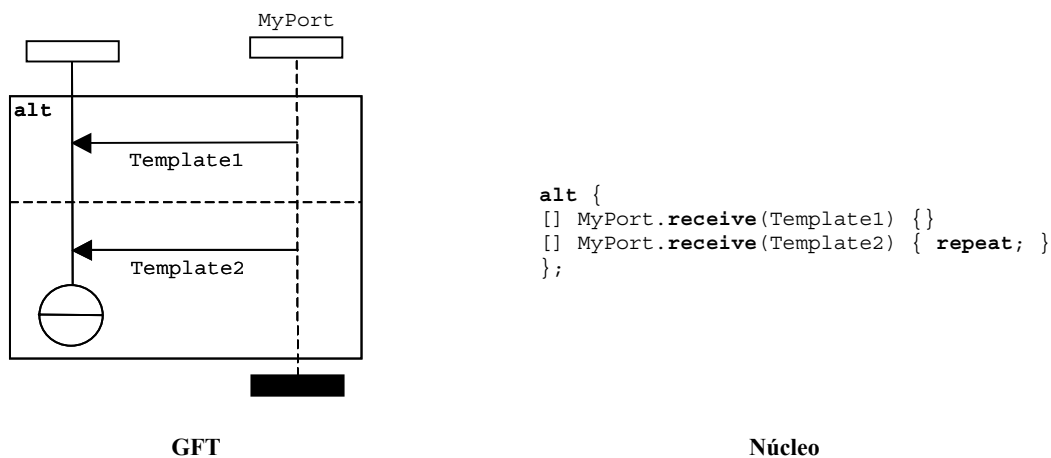 MyPort
alt
Template1
Template2
alt {
[] MyPort.receive(Template1) {}
[] MyPort.receive(Template2) { repeat; }
};
GFT
Núcleo